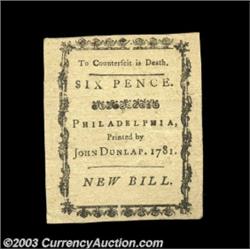 To Counterfeit is Death.
SIX PENCE.
PHILADELPHIA,
Printed by
JOHN DUNLAP. 1781.
NEW BILL.
©2003 CurrencyAuction.com